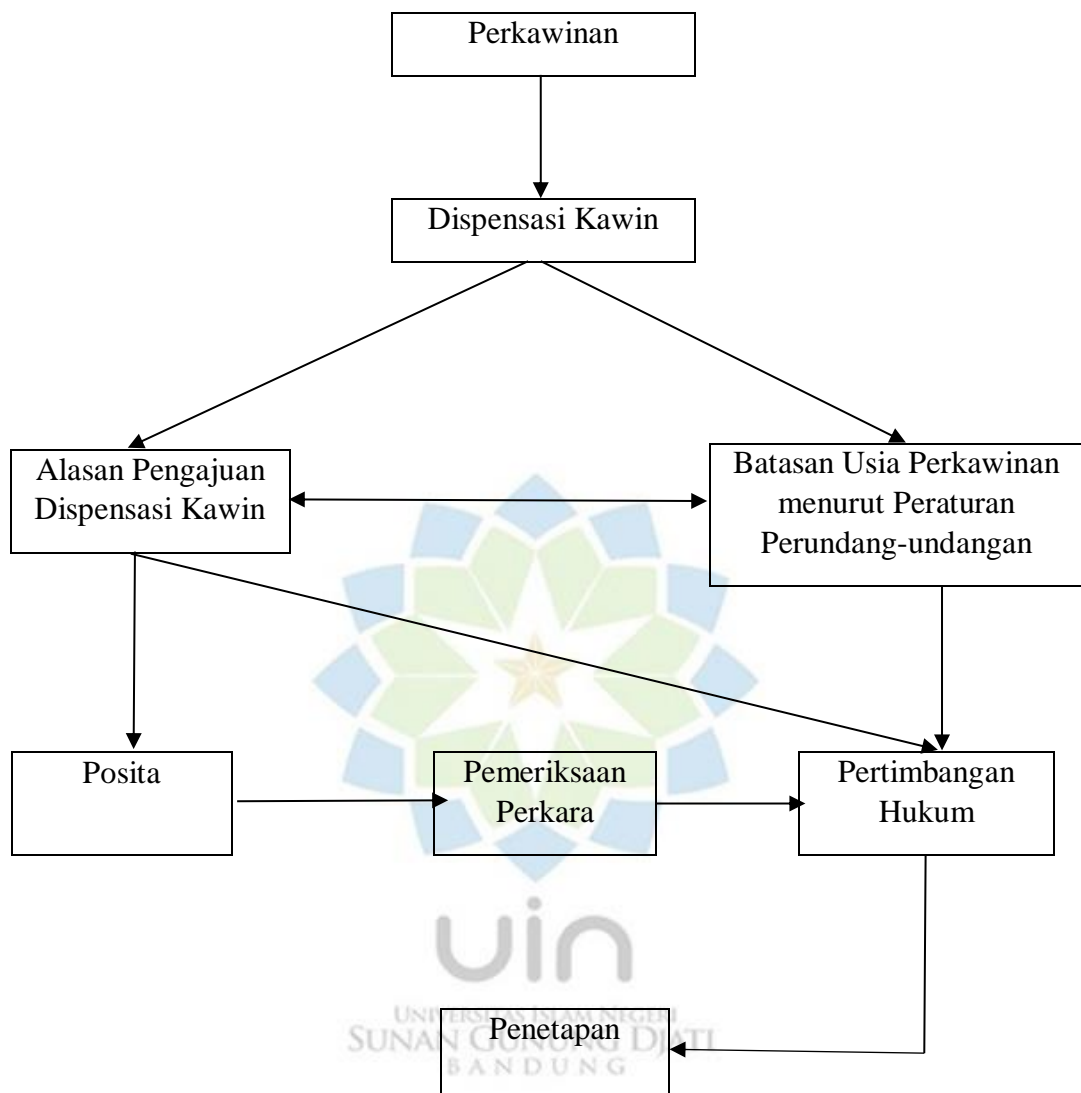 Perkawinan
Dispensasi Kawin
Alasan Pengajuan
Dispensasi Kawin
Batasan Usia Perkawinan
menurut Peraturan
Perundang-undangan
Posita
Pemeriksaan
Perkara
Pertimbangan
Hukum
uin
UNIVERSITAS ISLAM NEGERI
SUNAN GUNUNG DJATI
BANDUNG
Penetapan